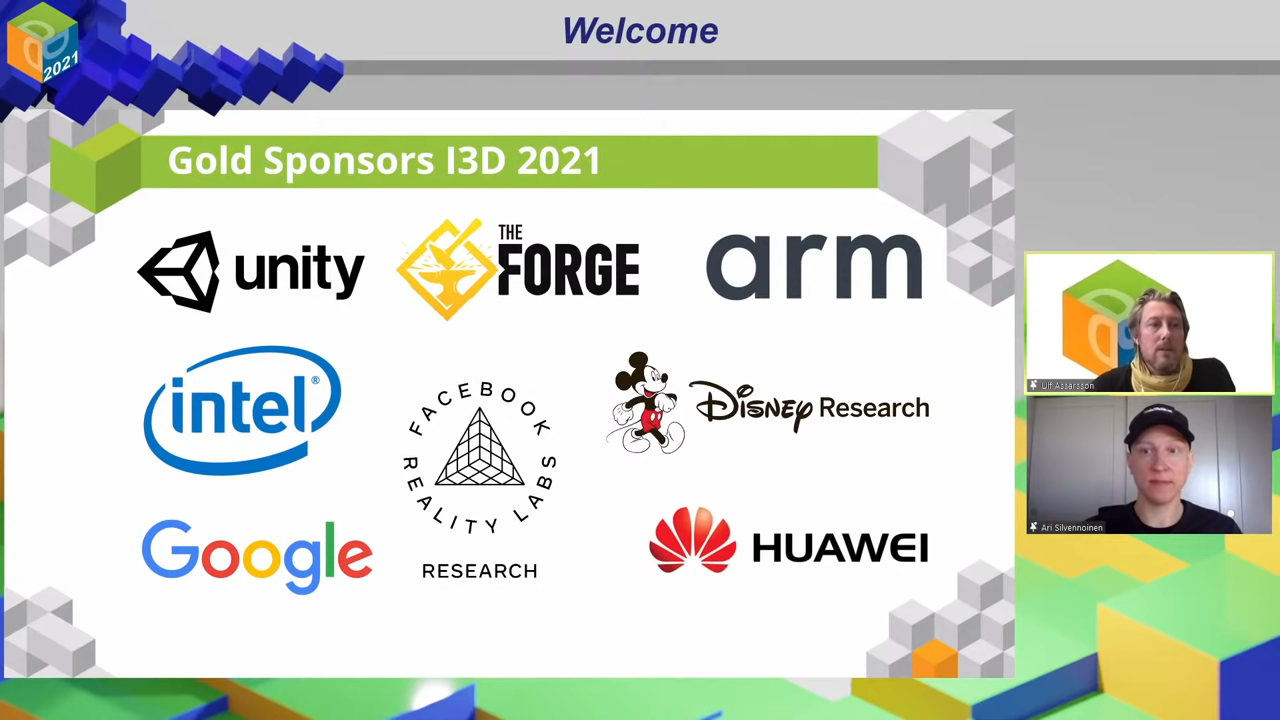 Welcome
2021
Gold Sponsors I3D 2021
unity
THE
FORGE
arm
intel®
FACEBOOK
REALITY LABS
RESEARCH
Disney Research
Google
HUAWEI
Ulf Assarsson
Ari Silvennoinen